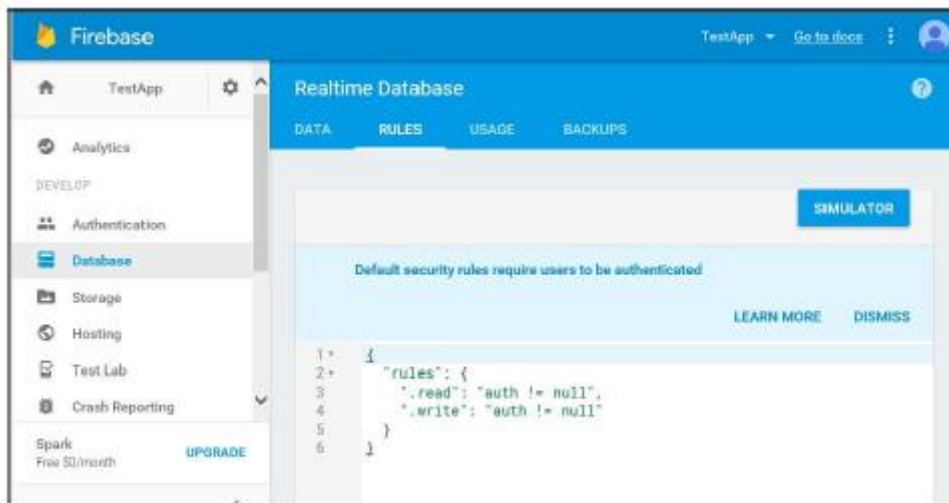 Firebase
TestApp
Go to docs
TestApp
Realtime Database
DATA RULES USAGE BACKUPS
Analytics
DEVELOP
Authentication
Database
Storage
Hosting
Test Lab
Crash Reporting
Spark
Free $0/month
UPGRADE
SIMULATOR
Default security rules require users to be authenticated
LEARN MORE DISMISS
1 {
2 "rules": {
3 ".read": "auth != null",
4 ".write": "auth != null"
5 }
6 }